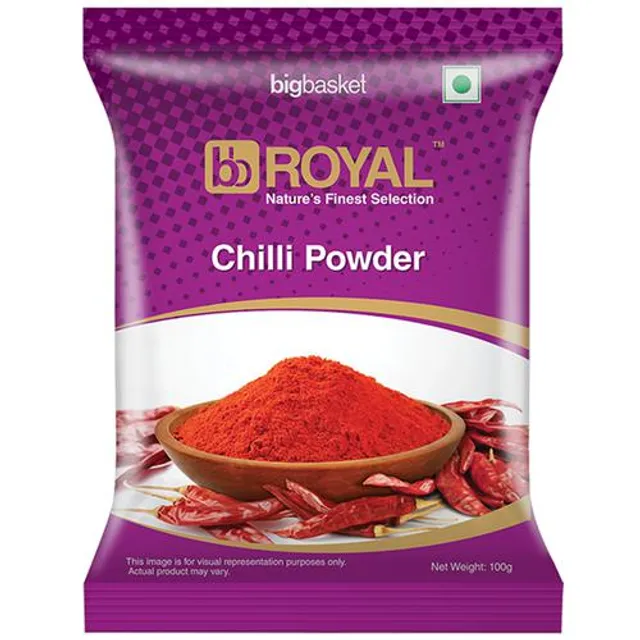 bigbasket
bb ROYAL™
Nature's Finest Selection
Chilli Powder
This image is for visual representation purposes only.
Actual product may vary.
Net Weight: 100g